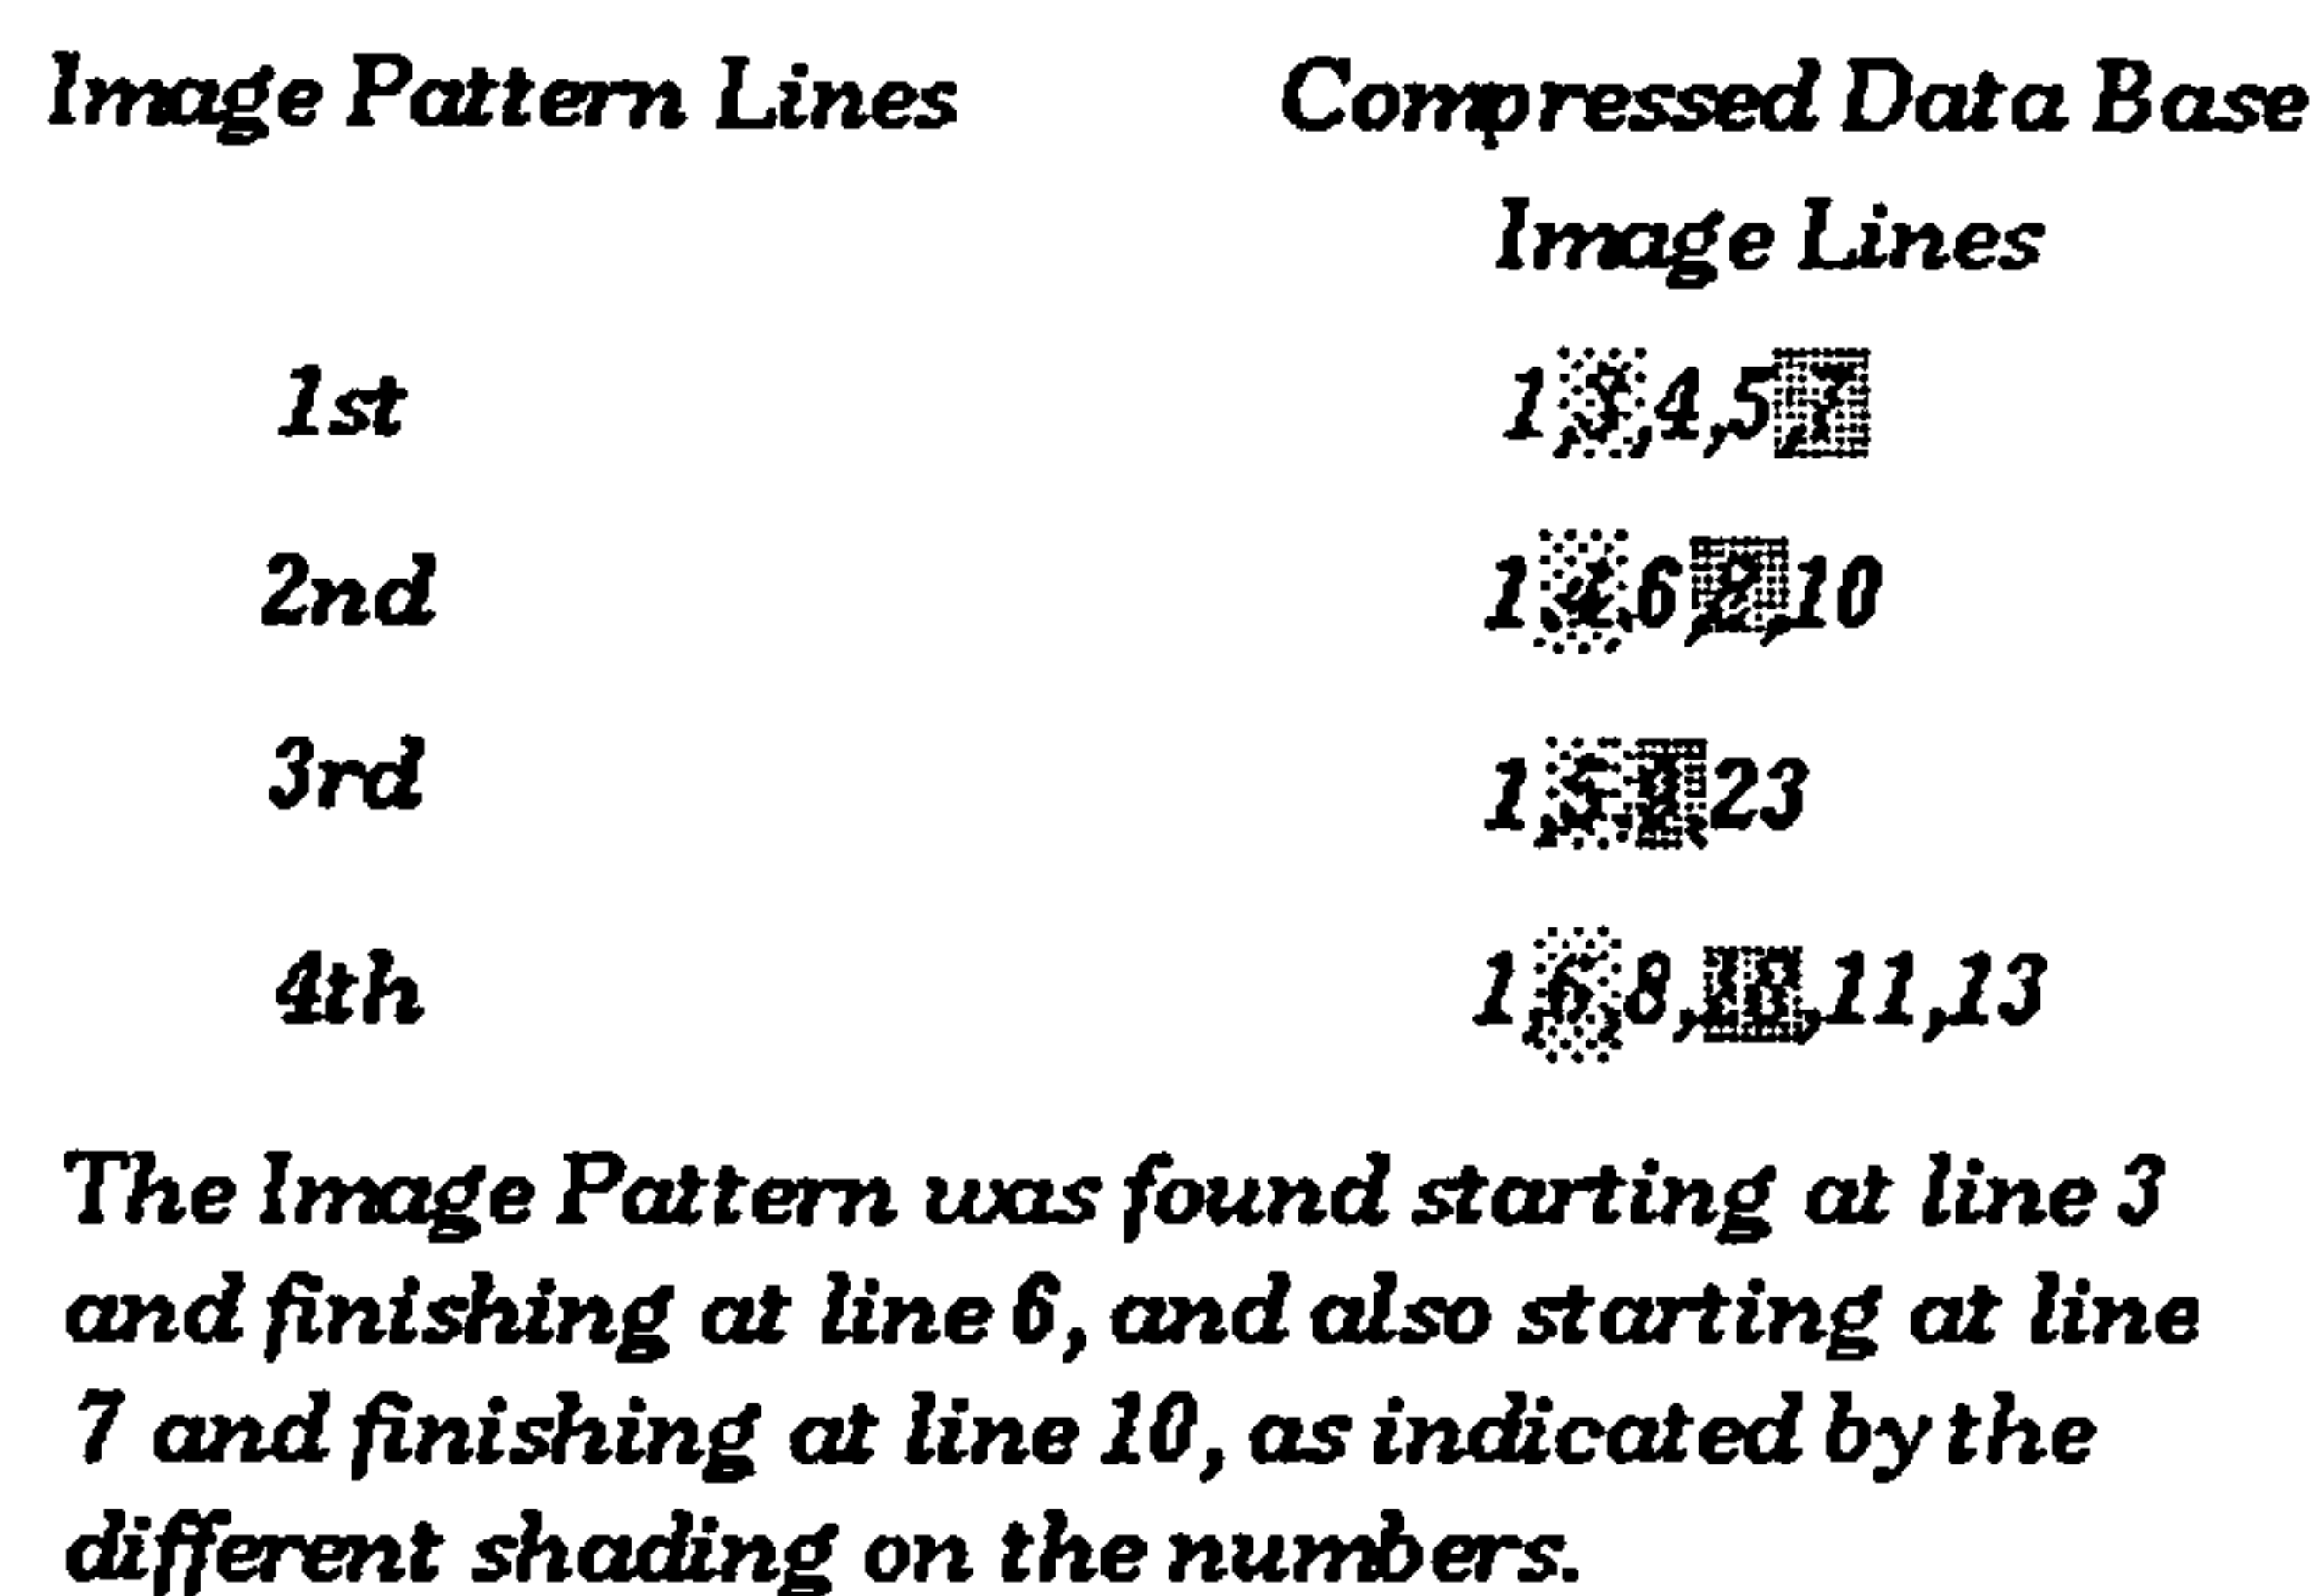 Image Pattern Lines Compressed Data Base
Image Lines
1st 1,3,4,5,7
2nd 1,4,6,8,10
3rd 1,5,9,23
4th 1,6,8,10,11,13
The Image Pattern was found starting at line 3
and finishing at line 6, and also starting at line
7 and finishing at line 10, as indicated by the
different shading on the numbers.